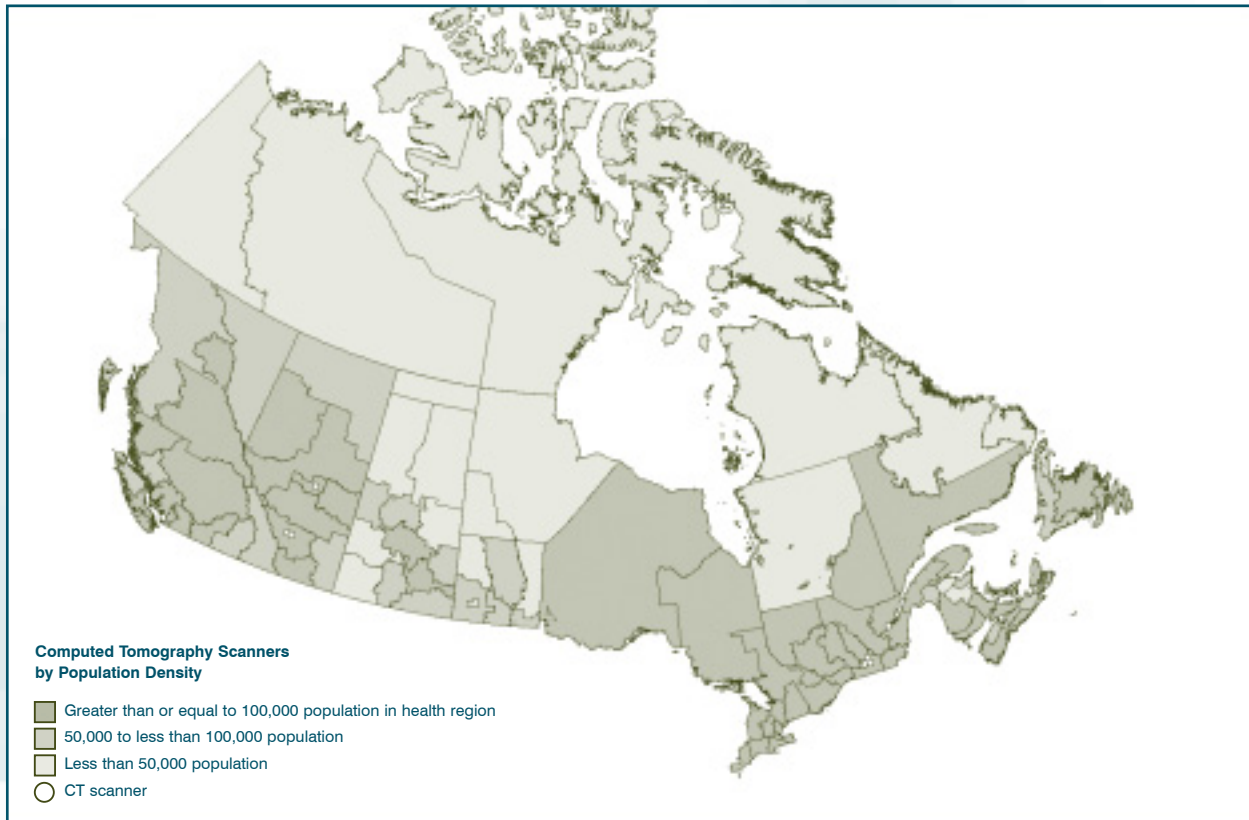 Computed Tomography Scanners
by Population Density
Greater than or equal to 100,000 population in health region
50,000 to less than 100,000 population
Less than 50,000 population
CT scanner